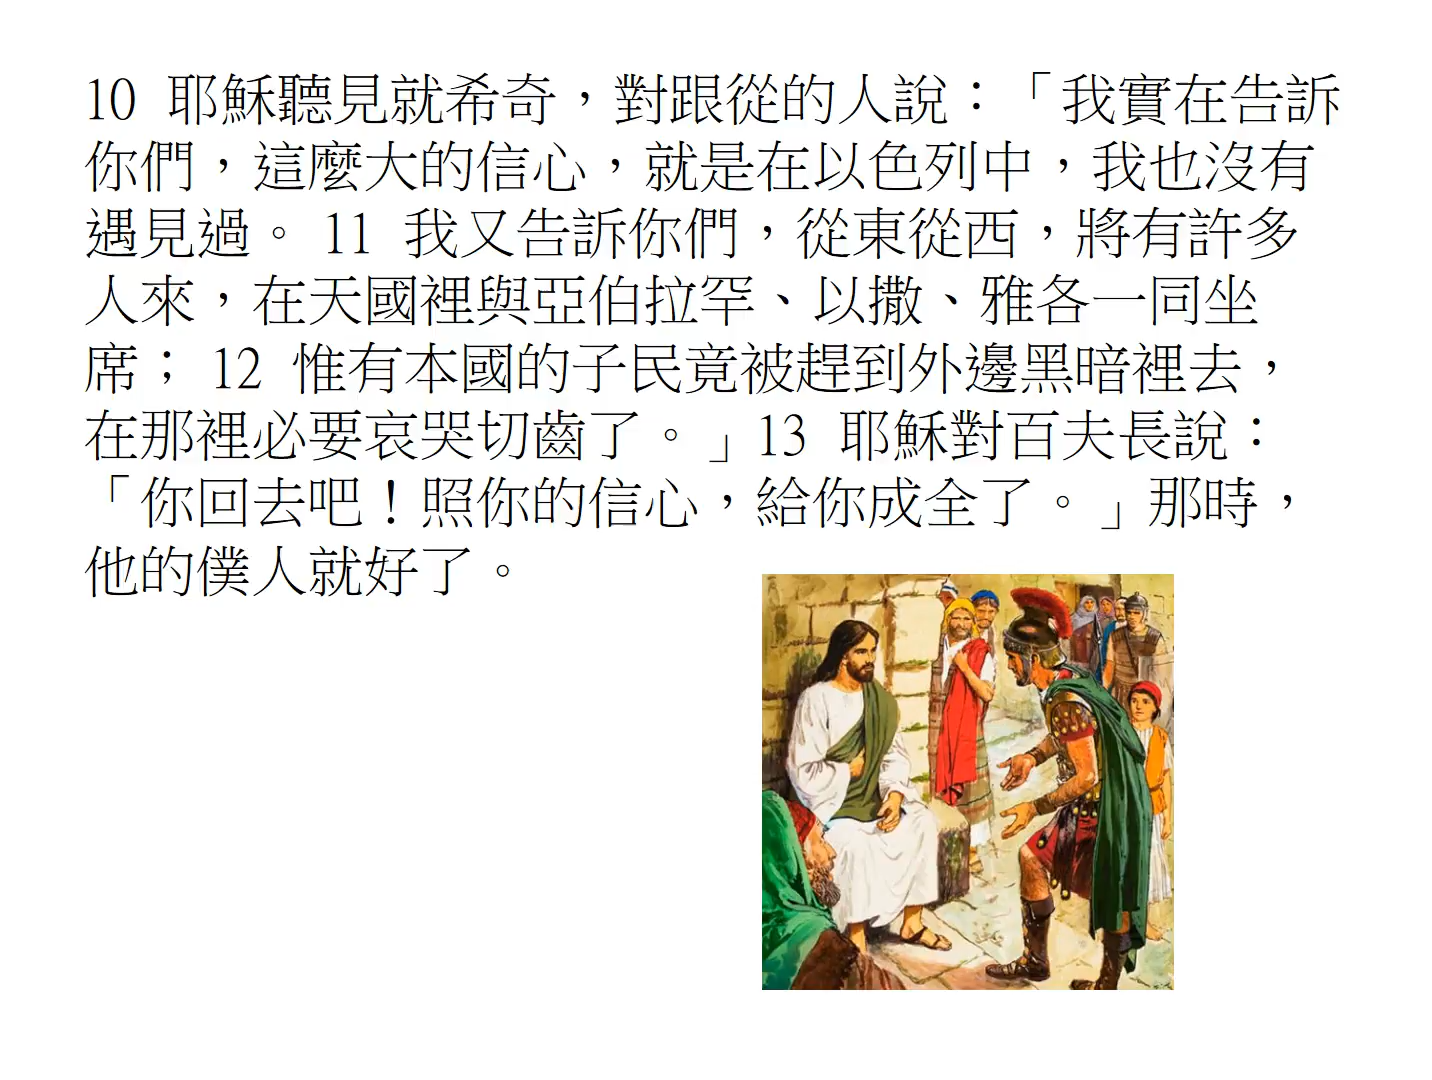 10 耶穌聽見就希奇，對跟從的人說：「我實在告訴
你們，這麼大的信心，就是在以色列中，我也沒有
遇見過。 11 我又告訴你們，從東從西，將有許多
人來，在天國裡與亞伯拉罕、以撒、雅各一同坐
席； 12 惟有本國的子民竟被趕到外邊黑暗裡去，
在那裡必要哀哭切齒了。」13 耶穌對百夫長說：
「你回去吧！照你的信心，給你成全了。」那時，
他的僕人就好了。